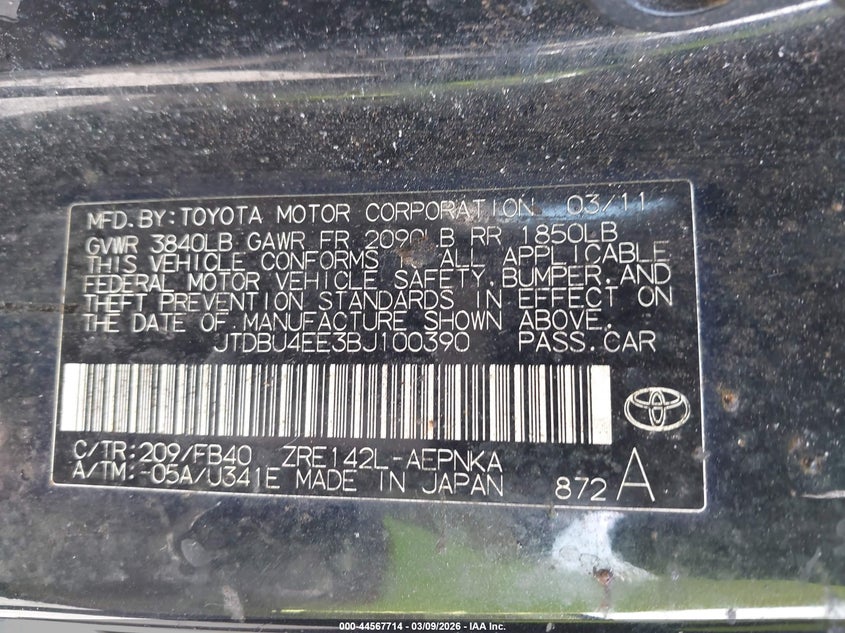 MFD.BY:TOYOTA MOTOR CORPORATION 03/11
GVWR 3840LB GAWR FR 2090LB RR 1850LB
THIS VEHICLE CONFORMS ALL APPLICABLE
FEDERAL MOTOR VEHICLE SAFETY,BUMPER,AND
THEFT PREVENTION STANDARDS IN EFFECT ON
THE DATE OF MANUFACTURE SHOWN ABOVE.
JTDBU4EE3BJ100390 PASS.CAR
C/TR:209/FB40 ZRE142L-AEPNKA
A/TM:-05A/U341E MADE IN JAPAN 872A
000-44567714 - 03/09/2026 - IAA Inc.